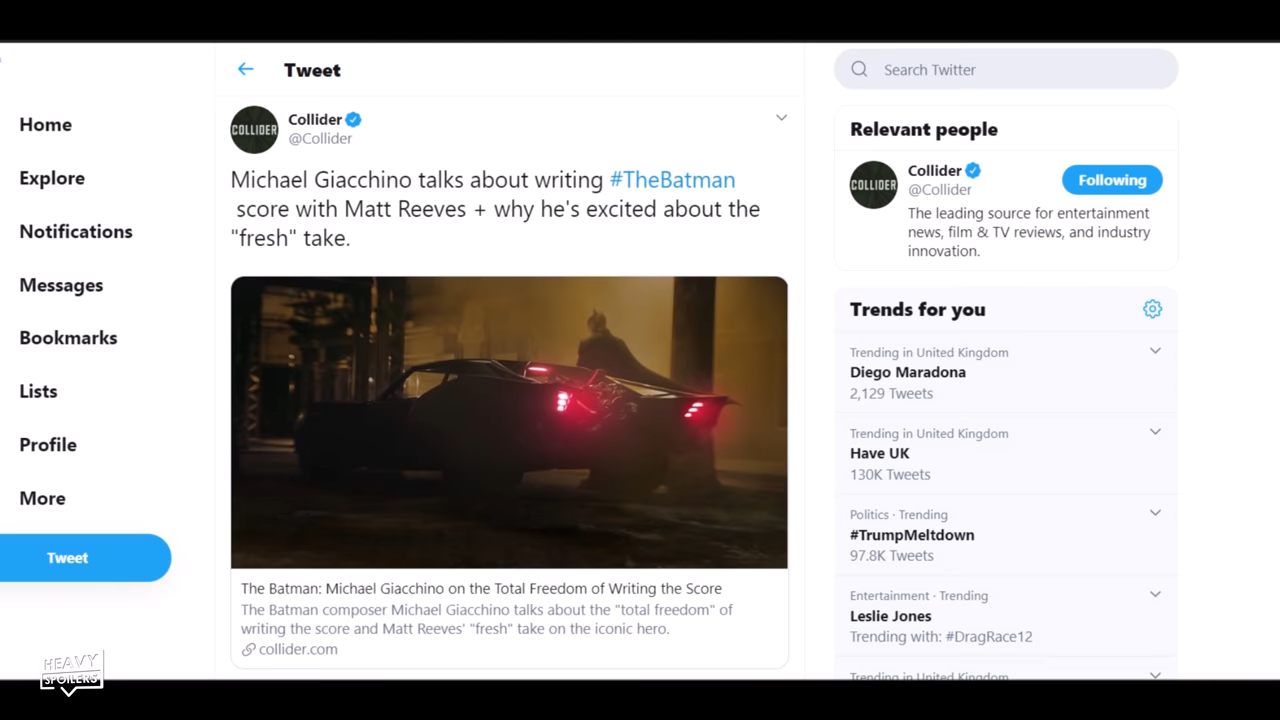 Home
Explore
Notifications
Messages
Bookmarks
Lists
Profile
More
Tweet
HEAVY
SPOILERS
Tweet
COLLIDER
Collider
@Collider
Michael Giacchino talks about writing #TheBatman
score with Matt Reeves + why he's excited about the
"fresh" take.
The Batman: Michael Giacchino on the Total Freedom of Writing the Score
The Batman composer Michael Giacchino talks about the "total freedom" of
writing the score and Matt Reeves' "fresh" take on the iconic hero.
collider.com
Search Twitter
Relevant people
COLLIDER
Collider
@Collider
Following
The leading source for entertainment
news, film & TV reviews, and industry
innovation.
Trends for you
Trending in United Kingdom
Diego Maradona
2,129 Tweets
Trending in United Kingdom
Have UK
130K Tweets
Politics · Trending
#TrumpMeltdown
97.8K Tweets
Entertainment · Trending
Leslie Jones
Trending with: #DragRace12
Trending in United Kingdom